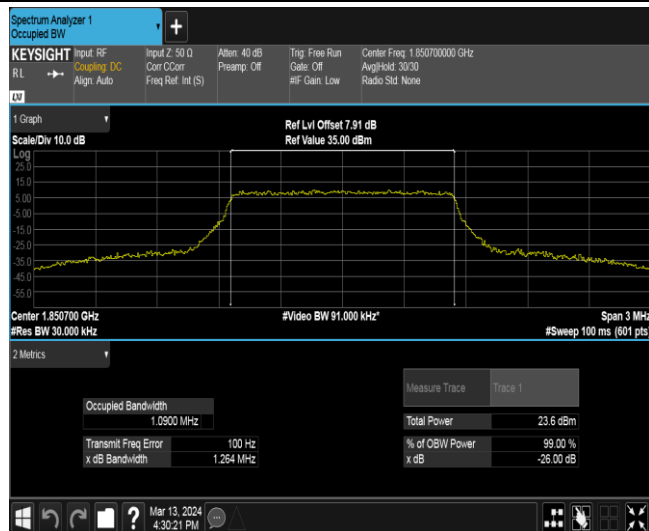 Spectrum Analyzer 1
Occupied BW
+
KEYSIGHT
RL
Input: RF
Coupling: DC
Align: Auto
Input Z: 50 Ω
Corr CCorr
Freq Ref: Int (S)
Atten: 40 dB
Preamp: Off
Trig: Free Run
Gate: Off
#IF Gain: Low
Center Freq: 1.850700000 GHz
Avg|Hold: 30/30
Radio Std: None
LXI
1 Graph
Scale/Div 10.0 dB
Ref Lvl Offset 7.91 dB
Ref Value 35.00 dBm
Log
25.0
15.0
5.00
-5.00
-15.0
-25.0
-35.0
-45.0
-55.0
Center 1.850700 GHz
#Res BW 30.000 kHz
#Video BW 91.000 kHz*
Span 3 MHz
#Sweep 100 ms (601 pts)
2 Metrics
Measure Trace
Trace 1
Occupied Bandwidth
1.0900 MHz
Total Power
23.6 dBm
Transmit Freq Error
100 Hz
% of OBW Power
99.00 %
x dB Bandwidth
1.264 MHz
x dB
-26.00 dB
?
Mar 13, 2024
4:30:21 PM